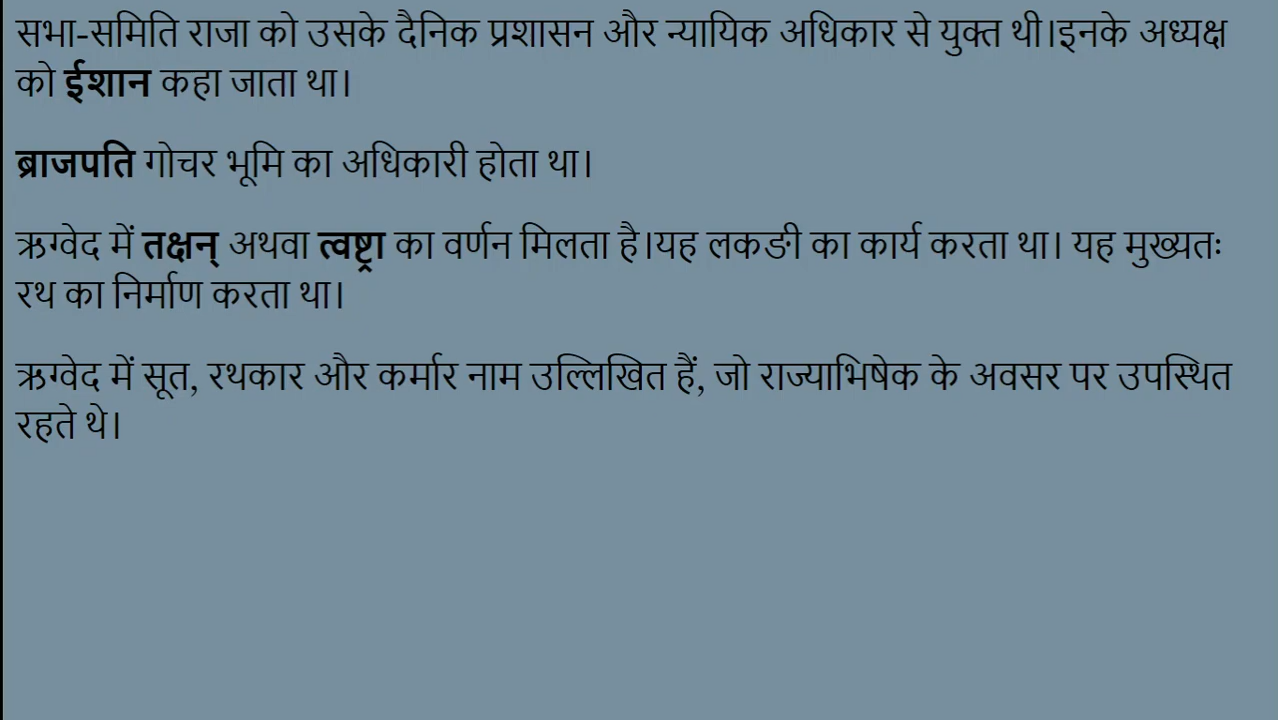 सभा-समिति राजा को उसके दैनिक प्रशासन और न्यायिक अधिकार से युक्त थी।इनके अध्यक्ष
को ईशान कहा जाता था।
ब्राजपति गोचर भूमि का अधिकारी होता था।
ऋग्वेद में तक्षन् अथवा त्वष्ट्रा का वर्णन मिलता है।यह लकङी का कार्य करता था। यह मुख्यतः
रथ का निर्माण करता था।
ऋग्वेद में सूत, रथकार और कर्मार नाम उल्लिखित हैं, जो राज्याभिषेक के अवसर पर उपस्थित
रहते थे।